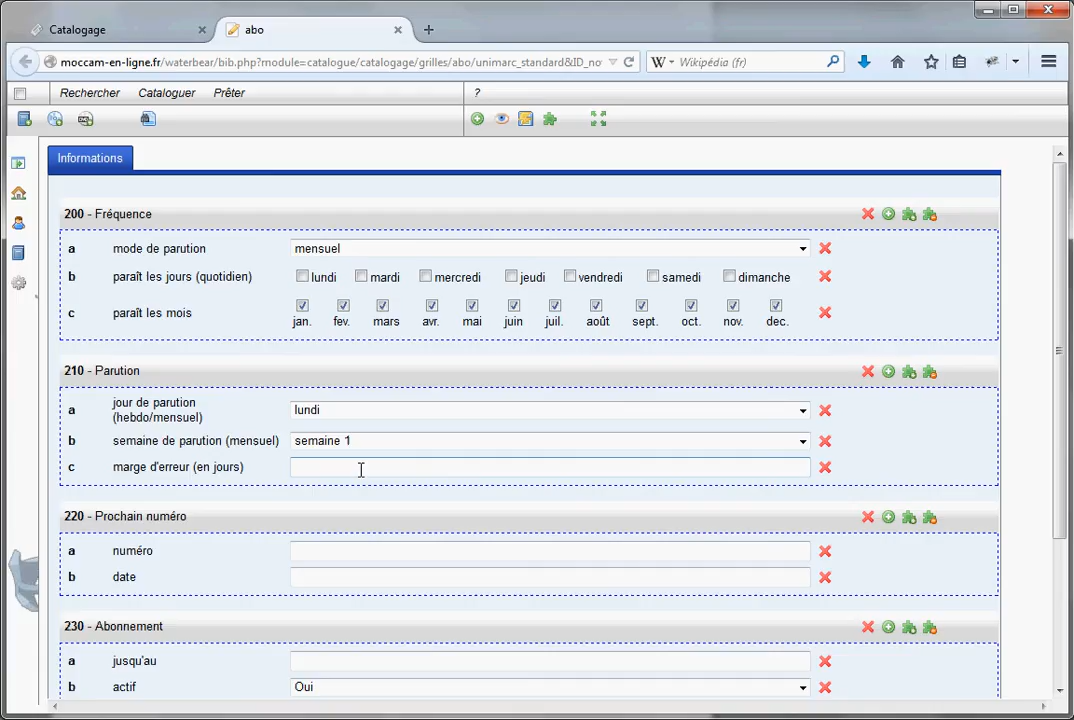 Catalogage
abo
moccam-en-ligne.fr/waterbear/bib.php?module=catalogue/catalogage/grilles/abo/unimarc_standard&ID_no
W Wikipédia (fr)
Rechercher Cataloguer Prêter ?
Informations
200 - Fréquence
a mode de parution mensuel
b paraît les jours (quotidien) lundi mardi mercredi jeudi vendredi samedi dimanche
c paraît les mois
jan. fev. mars avr. mai juin juil. août sept. oct. nov. dec.
210 - Parution
a jour de parution (hebdo/mensuel) lundi
b semaine de parution (mensuel) semaine 1
c marge d'erreur (en jours)
220 - Prochain numéro
a numéro
b date
230 - Abonnement
a jusqu'au
b actif Oui